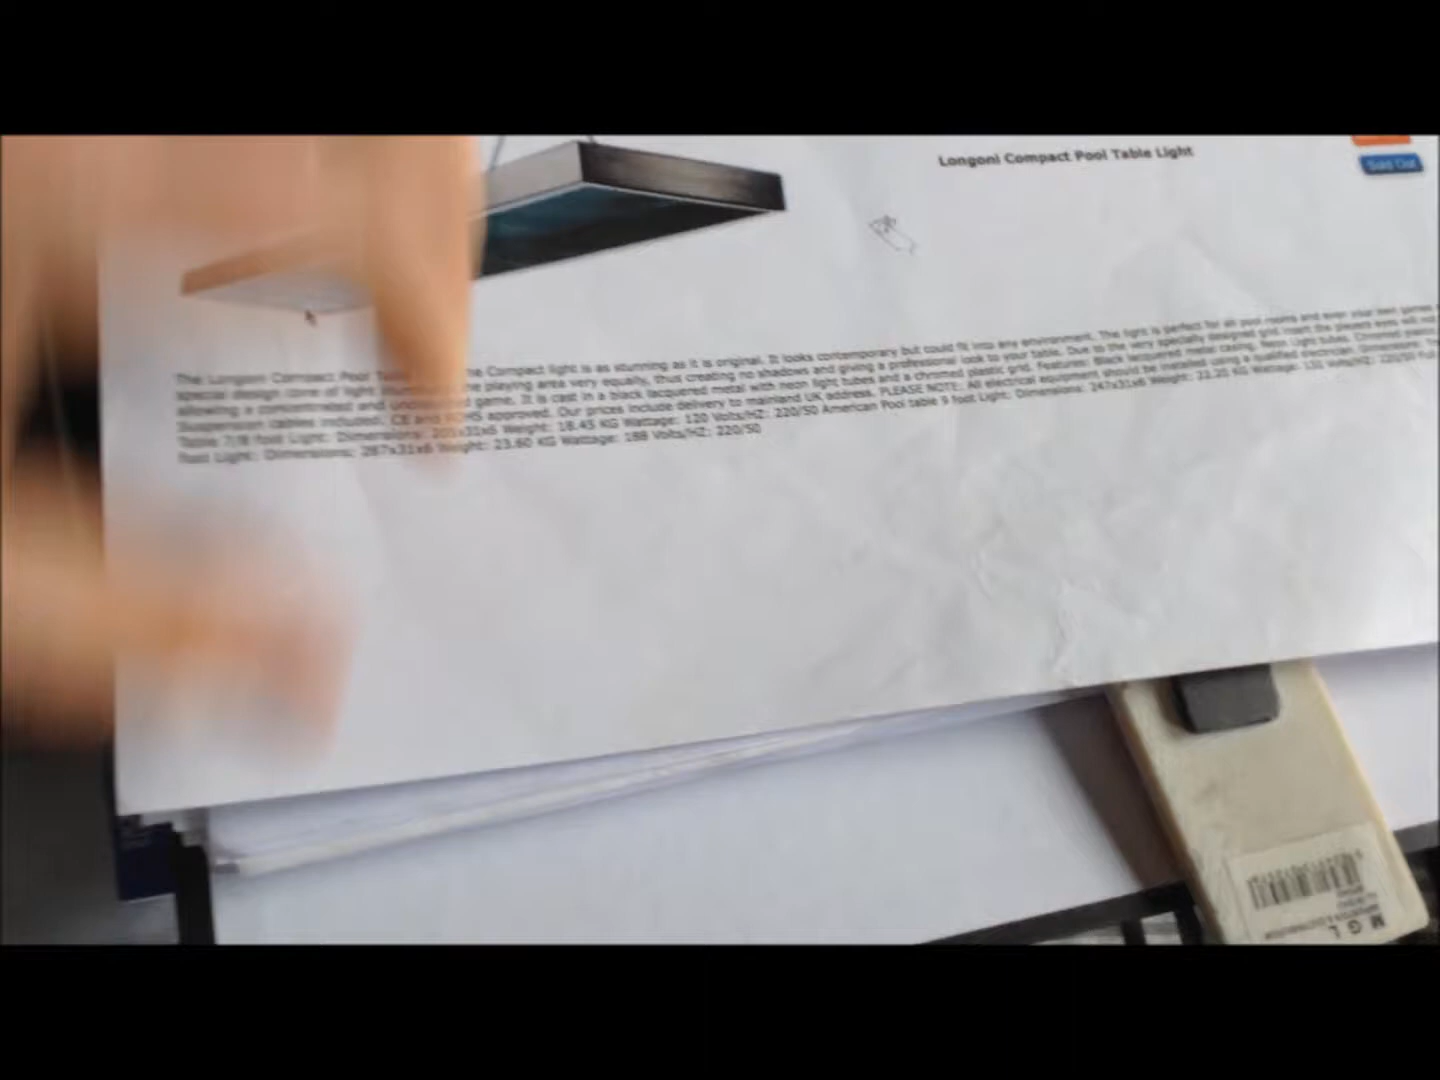 Longoni Compact Pool Table Light
Sold Out
The Longoni Compact Pool Compact light is as stunning as it is original. It looks contemporary but could fit into any environment. The light is perfect for all pool rooms and even your own games
special design cone of light playing area very equally, thus creating no shadows and giving a professional look to your table. Due to the very specially designed grid insert the players eyes will not
allowing a concentrated and game. It is cast in a black lacquered metal with neon light tubes and a chromed plastic grid. Features: Black lacquered metal casing. Neon Light tubes. Chromed plastic
Suspension cables included. CE and ROHS approved. Our prices include delivery to mainland UK address. PLEASE NOTE: All electrical equipment should be installed using a qualified electrician.
Table 7/8 foot Light: Dimensions: 205x31x6 Weight: 18.45 KG Wattage: 120 Volts/HZ: 220/50 American Pool table 9 foot Light: Dimensions: 247x31x6 Weight: 22.20 KG Wattage: Volts/HZ: 220/50 Full
foot Light: Dimensions: 287x31x6 Weight: 23.60 KG Wattage: 188 Volts/HZ: 220/50
M G L